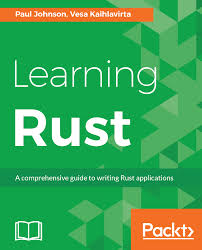 Paul Johnson, Vesa Kaihlavirta
Learning
Rust
A comprehensive guide to writing Rust applications
Packt>